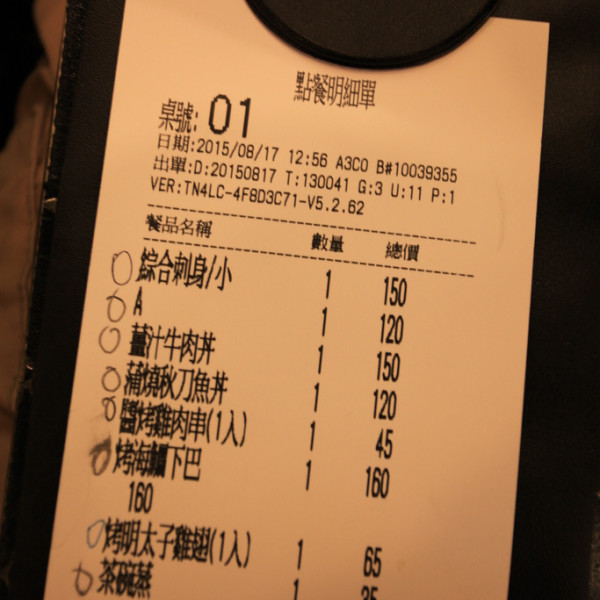 點餐明細單
桌號: 01
日期:2015/08/17 12:56 A3C0 B#10039355
出單:D:20150817 T:130041 G:3 U:11 P:1
VER:TN4LC-4F8D3C71-V5.2.62
餐品名稱 數量 總價
綜合刺身/小 1 150
A 1 120
薑汁牛肉丼 1 150
蒲燒秋刀魚丼 1 120
醬烤雞肉串(1入) 1 45
烤海鱺下巴 1 160
160
烤明太子雞翅(1入) 1 65
茶碗蒸 1 35